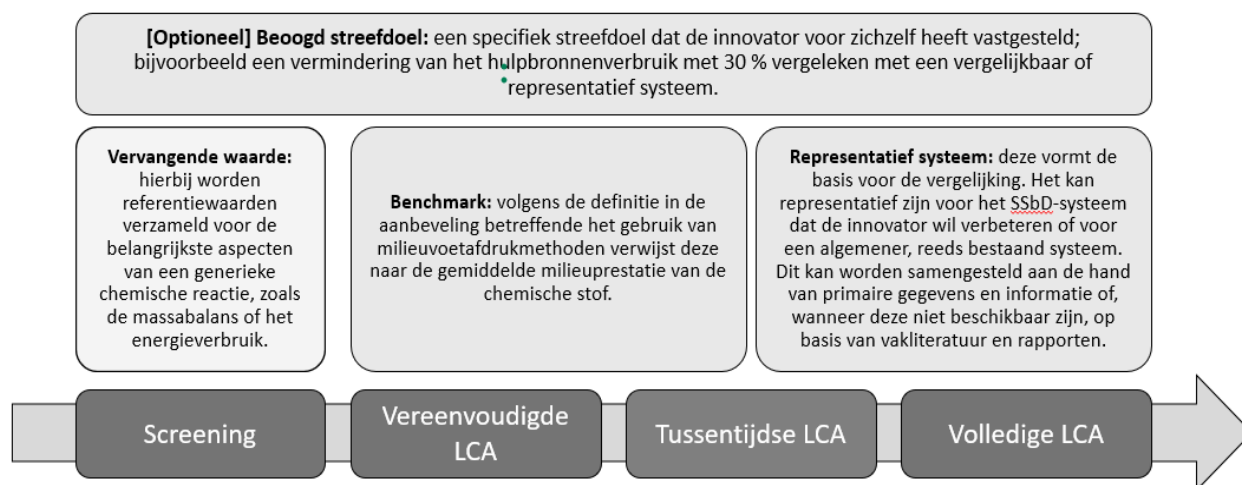 [Optioneel] Beoogd streefdoel: een specifiek streefdoel dat de innovator voor zichzelf heeft vastgesteld;
bijvoorbeeld een vermindering van het hulpbronnenverbruik met 30 % vergeleken met een vergelijkbaar of
representatief systeem.
Vervangende waarde:
hierbij worden
referentiewaarden
verzameld voor de
belangrijkste aspecten
van een generieke
chemische reactie, zoals
de massabalans of het
energieverbruik.
Benchmark: volgens de definitie in de
aanbeveling betreffende het gebruik van
milieuvoetafdrukmethoden verwijst deze
naar de gemiddelde milieuprestatie van de
chemische stof.
Representatief systeem: deze vormt de
basis voor de vergelijking. Het kan
representatief zijn voor het SSbD-systeem
dat de innovator wil verbeteren of voor
een algemener, reeds bestaand systeem.
Dit kan worden samengesteld aan de hand
van primaire gegevens en informatie of,
wanneer deze niet beschikbaar zijn, op
basis van vakliteratuur en rapporten.
Screening
Vereenvoudigde
LCA
Tussentijdse LCA
Volledige LCA